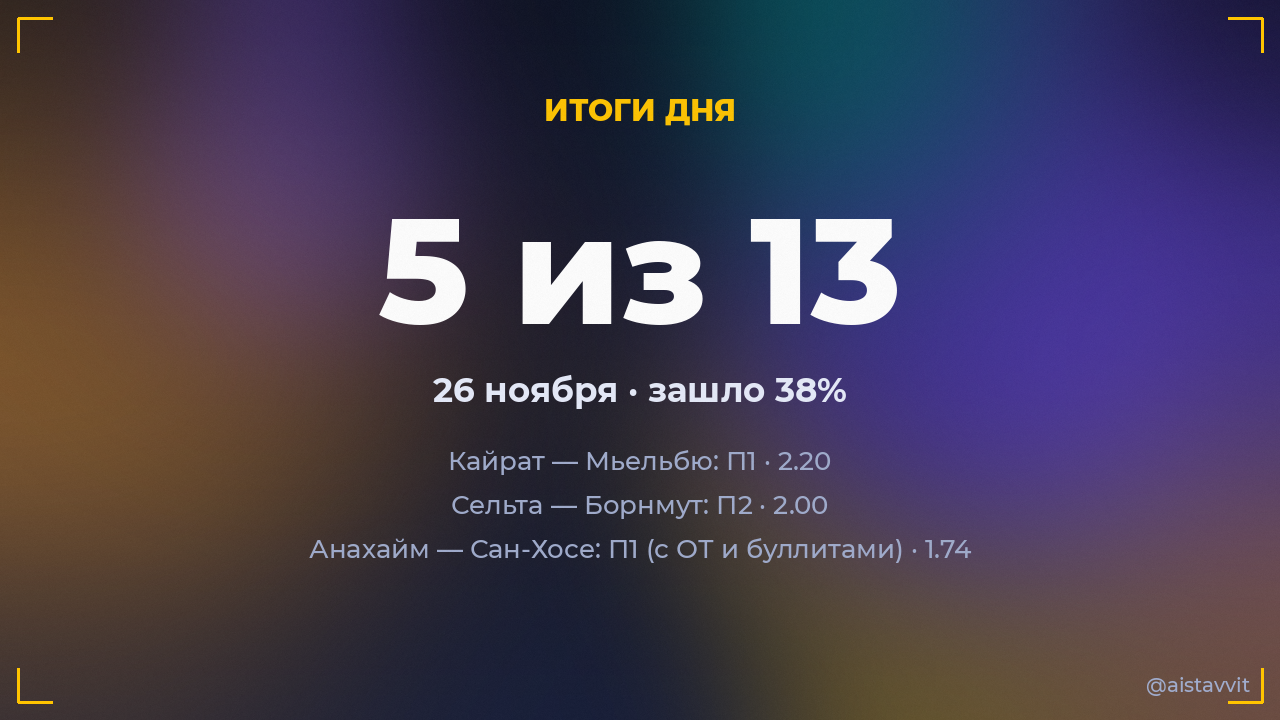 ИТОГИ ДНЯ
5 из 13
26 ноября · зашло 38%
Кайрат — Мьельбю: П1 · 2.20
Сельта — Борнмут: П2 · 2.00
Анахайм — Сан-Хосе: П1 (с ОТ и буллитами) · 1.74
@aistavvit